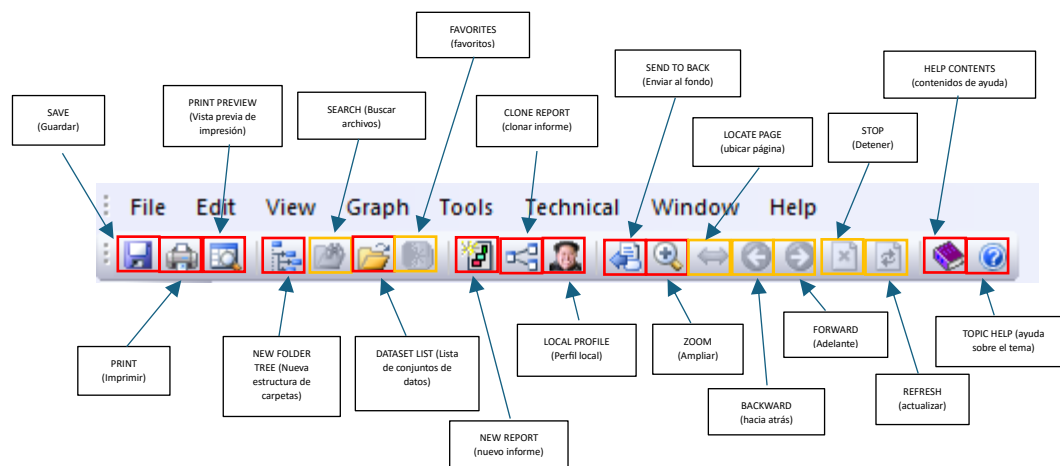 FAVORITES
(favoritos)
SEND TO BACK
(Enviar al fondo)
HELP CONTENTS
(contenidos de ayuda)
SAVE
(Guardar)
PRINT PREVIEW
(Vista previa de
impresión)
SEARCH (Buscar
archivos)
CLONE REPORT
(clonar informe)
LOCATE PAGE
(ubicar página)
STOP
(Detener)
File Edit View Graph Tools Technical Window Help
PRINT
(Imprimir)
NEW FOLDER
TREE (Nueva
estructura de
carpetas)
DATASET LIST (Lista
de conjuntos de
datos)
NEW REPORT
(nuevo informe)
LOCAL PROFILE
(Perfil local)
ZOOM
(Ampliar)
BACKWARD
(hacia atrás)
FORWARD
(Adelante)
REFRESH
(actualizar)
TOPIC HELP (ayuda
sobre el tema)